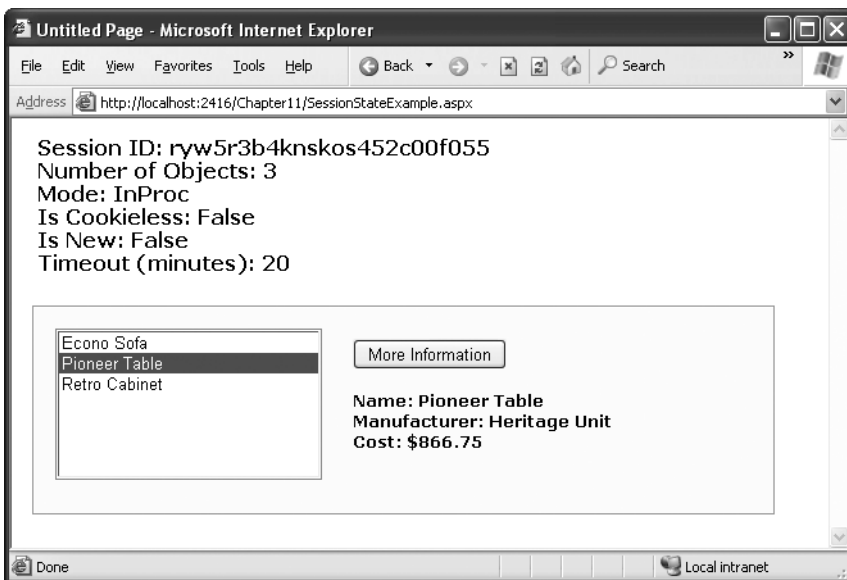 Untitled Page - Microsoft Internet Explorer
File Edit View Favorites Tools Help Back Search »
Address http://localhost:2416/Chapter11/SessionStateExample.aspx
Session ID: ryw5r3b4knskos452c00f055
Number of Objects: 3
Mode: InProc
Is Cookieless: False
Is New: False
Timeout (minutes): 20
Econo Sofa
Pioneer Table
Retro Cabinet
More Information
Name: Pioneer Table
Manufacturer: Heritage Unit
Cost: $866.75
Done Local intranet